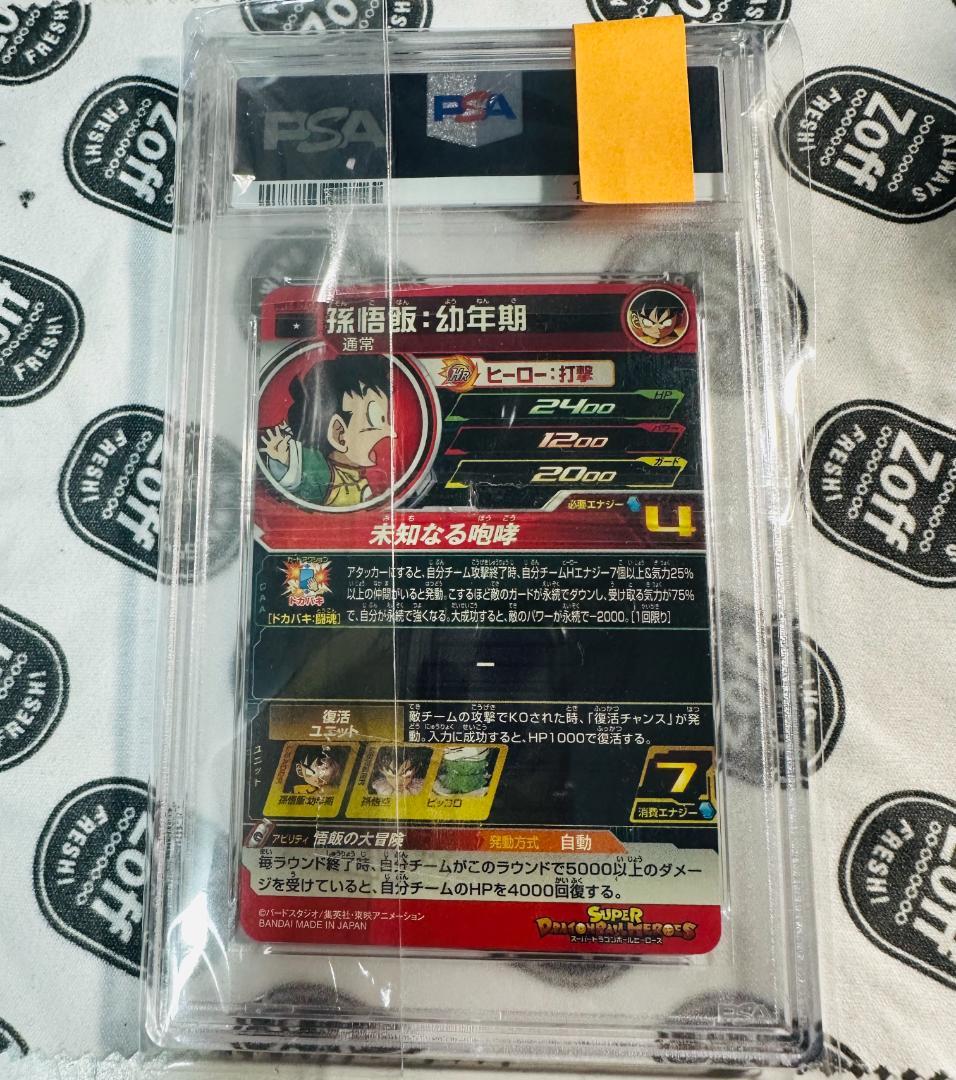 PSA
PSA
孫悟飯:幼年期
通常
HR ヒーロー:打撃
HP
2400
パワー
1200
ガード
2000
必要エナジー 4
未知なる咆哮
カードアクション
ドカバキ
[ドカバキ:闘魂]
アタッカーにすると、自分チーム攻撃終了時、自分チームHエナジー7個以上&気力25%
以上の仲間がいると発動。こするほど敵のガードが永続でダウンし、受け取る気力が75%
で、自分が永続で強くなる。大成功すると、敵のパワーが永続で-2000。[1回限り]
CAA
–
ユニット
復活
ユニット
敵チームの攻撃でKOされた時、「復活チャンス」が発
動。入力に成功すると、HP1000で復活する。
孫悟飯:幼年期
孫悟空
ピッコロ
7
消費エナジー
アビリティ 悟飯の大冒険 発動方式 自動
毎ラウンド終了時、自分チームがこのラウンドで5000以上のダメー
ジを受けていると、自分チームのHPを4000回復する。
©バードスタジオ/集英社・東映アニメーション
BANDAI MADE IN JAPAN
SUPER
DRAGONBALL HEROES
スーパードラゴンボールヒーローズ
PSA
Zoff
ALWAYS
FRESH!